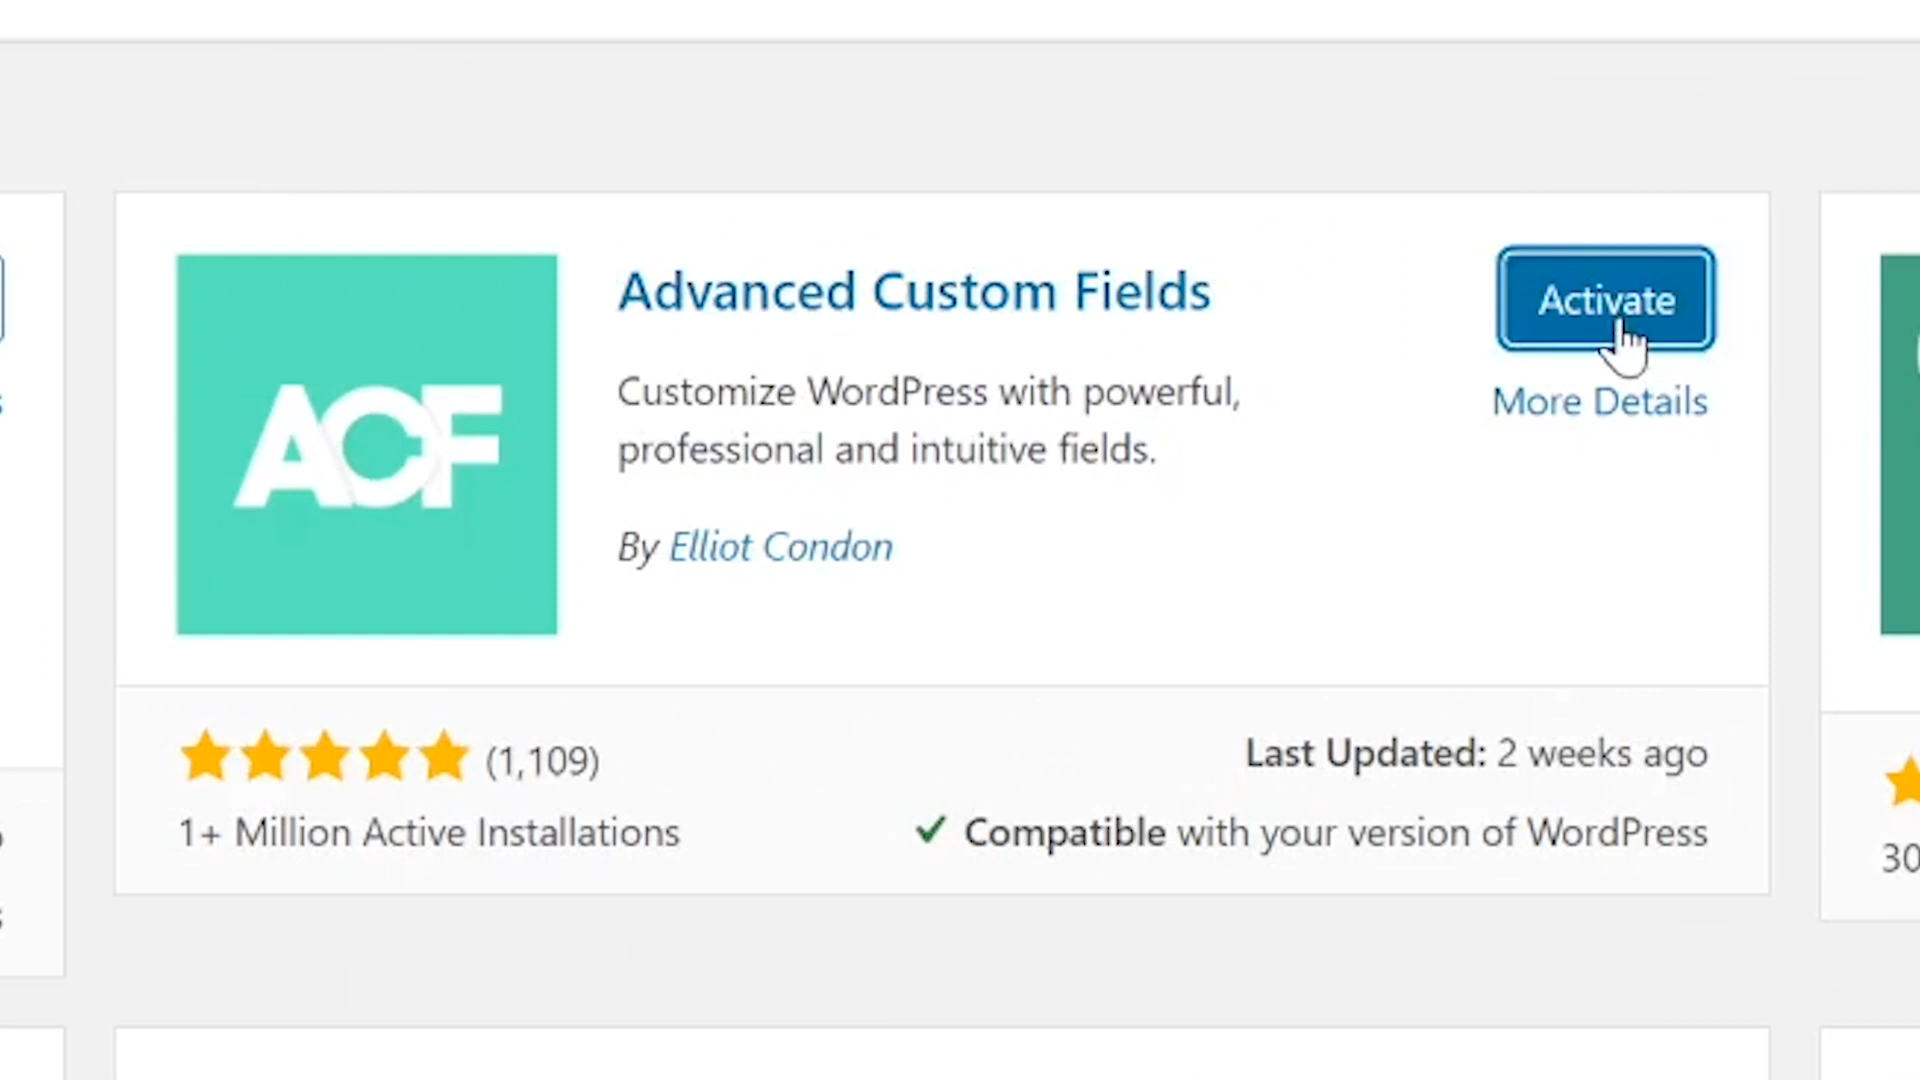 Advanced Custom Fields
Activate
More Details
Customize WordPress with powerful,
professional and intuitive fields.
ACF
By Elliot Condon
(1,109)
Last Updated: 2 weeks ago
1+ Million Active Installations
Compatible with your version of WordPress
30